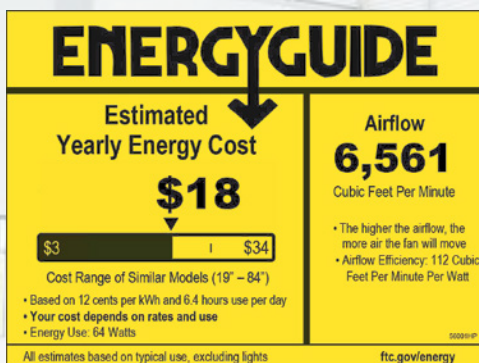 ENERGYGUIDE
Estimated
Yearly Energy Cost
$18
$3
$34
Cost Range of Similar Models (19" – 84")
• Based on 12 cents per kWh and 6.4 hours use per day
• Your cost depends on rates and use
• Energy Use: 64 Watts
All estimates based on typical use, excluding lights
Airflow
6,561
Cubic Feet Per Minute
• The higher the airflow, the
more air the fan will move
• Airflow Efficiency: 112 Cubic
Feet Per Minute Per Watt
ftc.gov/energy